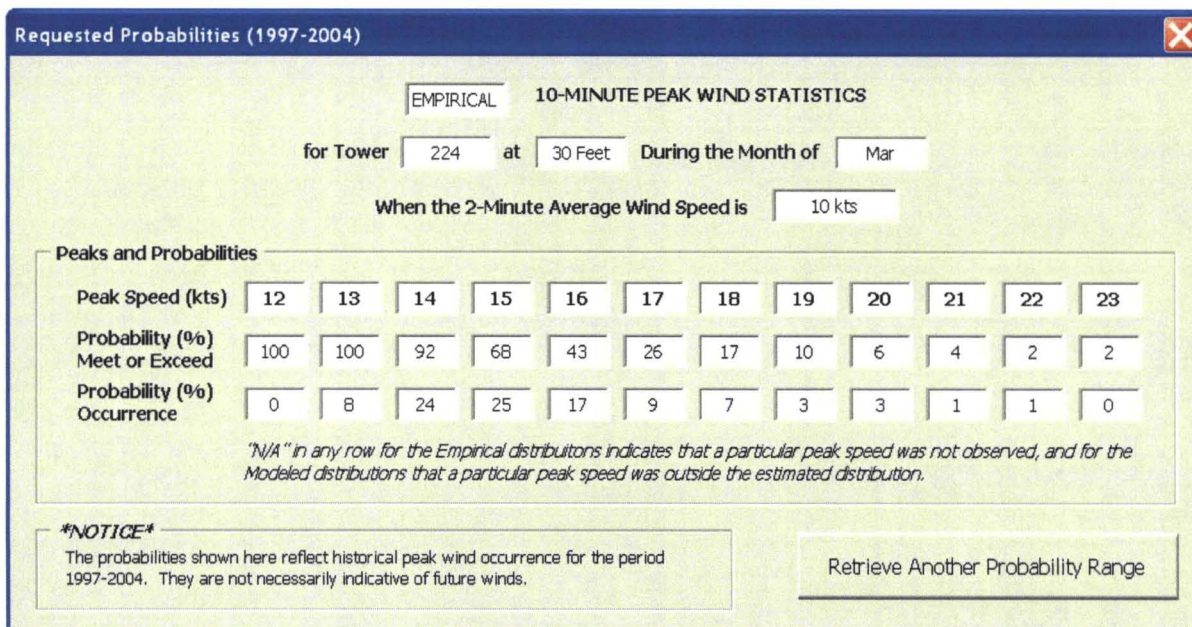 Requested Probabilities (1997-2004)
EMPIRICAL 10-MINUTE PEAK WIND STATISTICS
for Tower 224 at 30 Feet During the Month of Mar
When the 2-Minute Average Wind Speed is 10 kts
Peaks and Probabilities
Peak Speed (kts) 12 13 14 15 16 17 18 19 20 21 22 23
Probability (%)
Meet or Exceed 100 100 92 68 43 26 17 10 6 4 2 2
Probability (%)
Occurrence 0 8 24 25 17 9 7 3 3 1 1 0
"N/A" in any row for the Empirical distribuitons indicates that a particular peak speed was not observed, and for the
Modeled distributions that a particular peak speed was outside the estimated distribution.
*NOTICE*
The probabilities shown here reflect historical peak wind occurrence for the period
1997-2004. They are not necessarily indicative of future winds.
Retrieve Another Probability Range